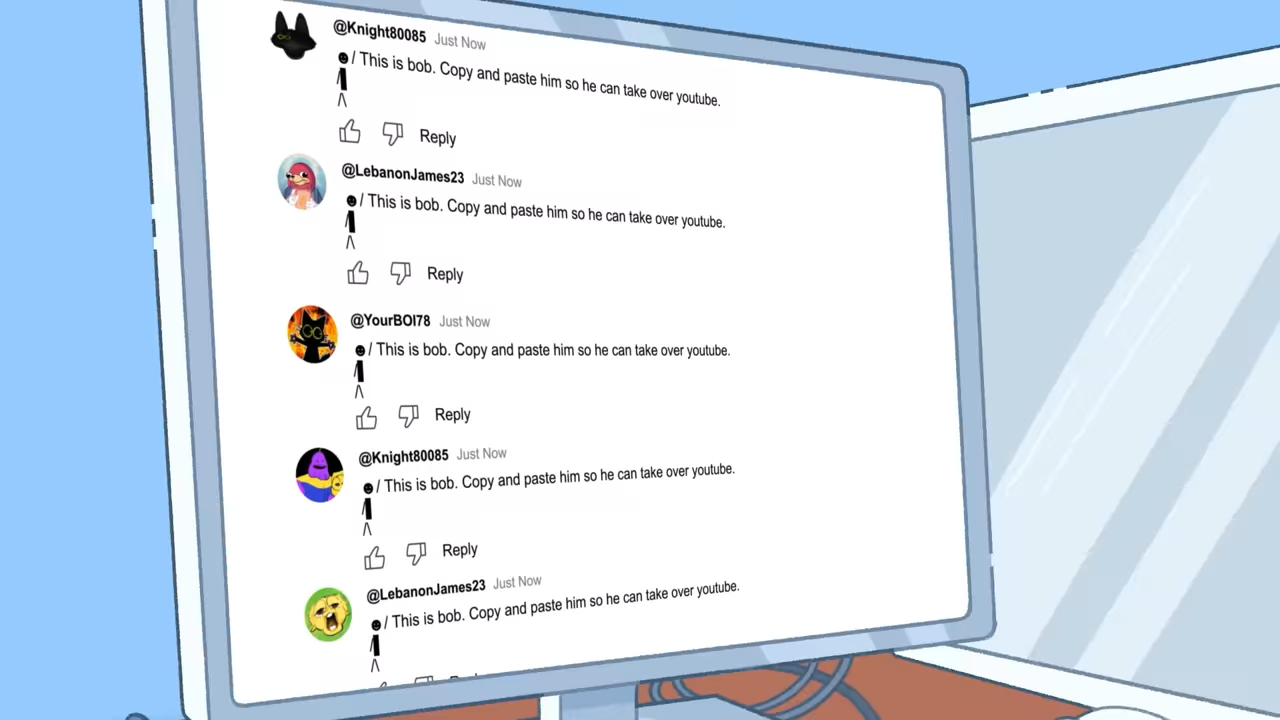 @Knight80085 Just Now
☻/ This is bob. Copy and paste him so he can take over youtube.
Reply
@LebanonJames23 Just Now
☻/ This is bob. Copy and paste him so he can take over youtube.
Reply
@YourBOI78 Just Now
☻/ This is bob. Copy and paste him so he can take over youtube.
Reply
@Knight80085 Just Now
☻/ This is bob. Copy and paste him so he can take over youtube.
Reply
@LebanonJames23 Just Now
☻/ This is bob. Copy and paste him so he can take over youtube.